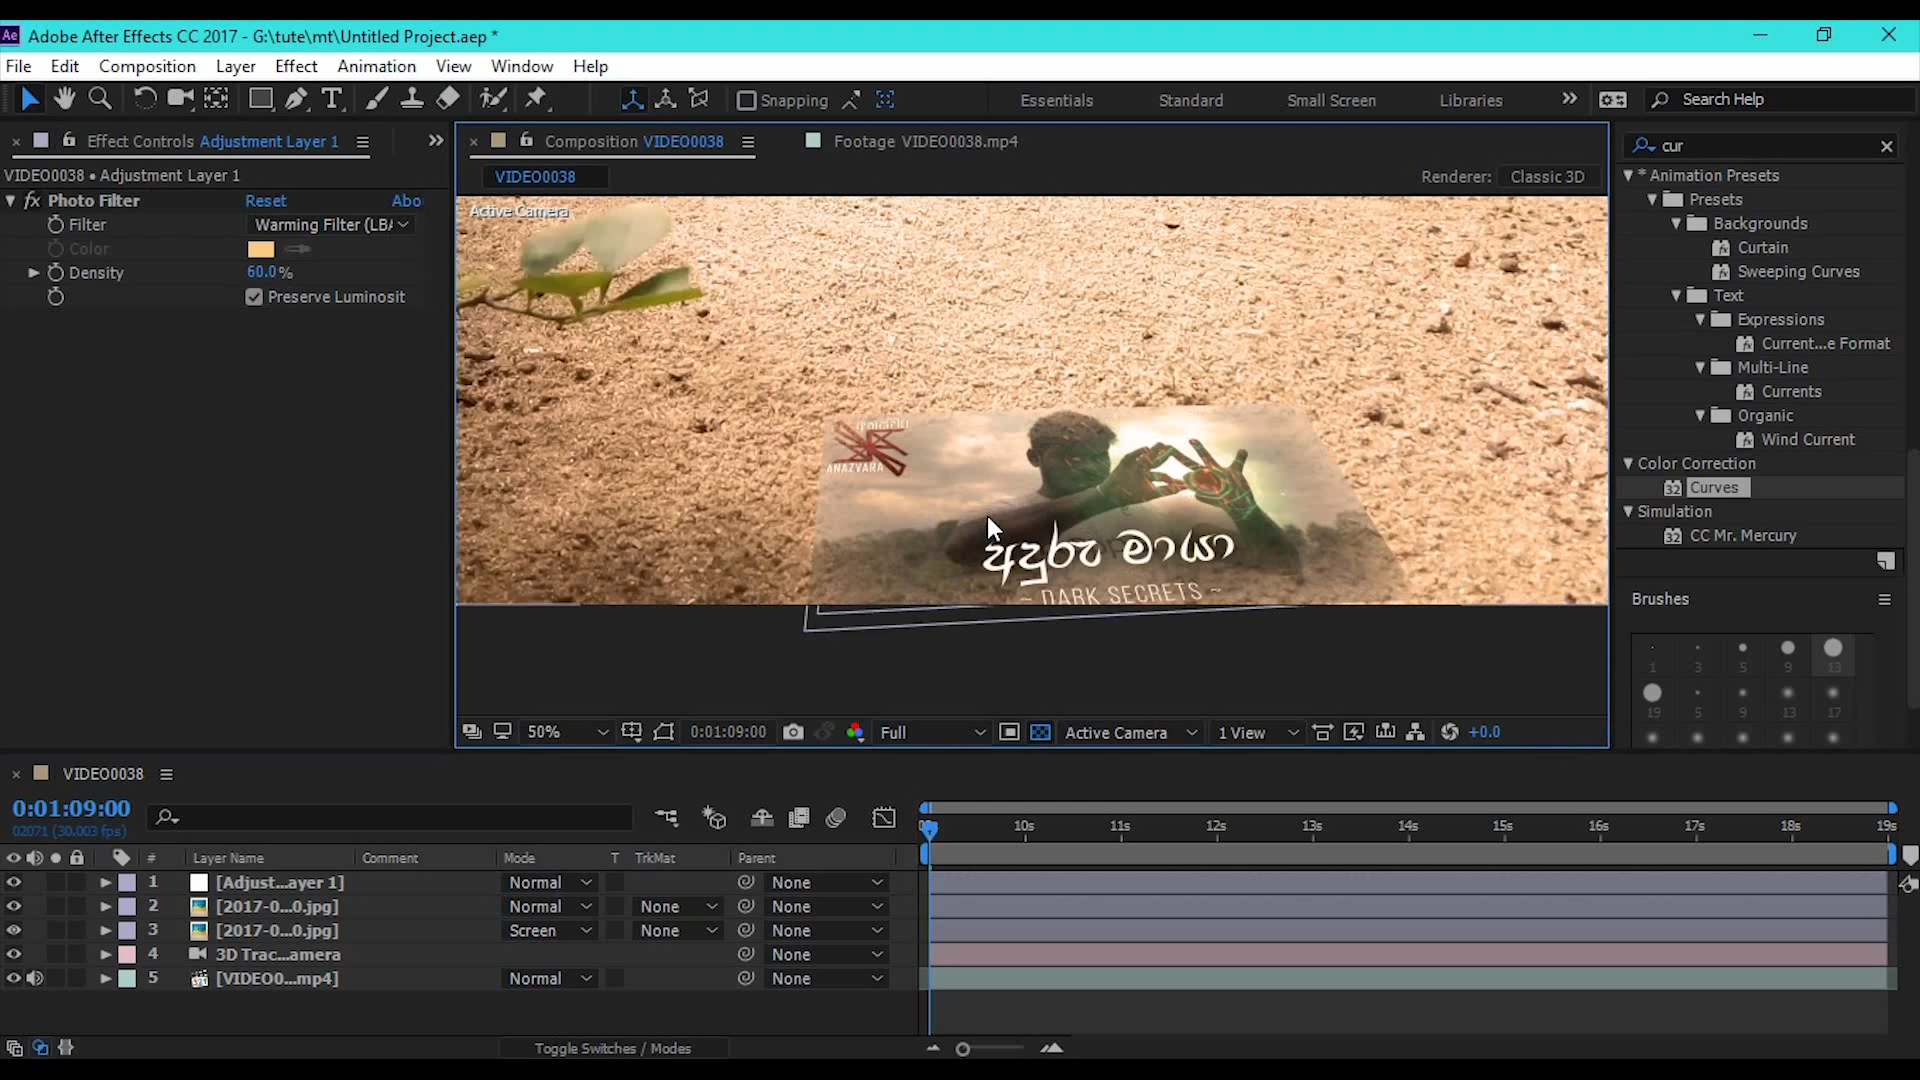 Ae Adobe After Effects CC 2017 - G:\tute\mt\Untitled Project.aep *
File Edit Composition Layer Effect Animation View Window Help
Snapping Essentials Standard Small Screen Libraries Search Help
Effect Controls Adjustment Layer 1
VIDEO0038 • Adjustment Layer 1
fx Photo Filter Reset Abo
Filter Warming Filter (LBA
Color
Density 60.0%
Preserve Luminosit
Composition VIDEO0038 Footage VIDEO0038.mp4
VIDEO0038 Renderer: Classic 3D
Active Camera
ANAZVARA
අඳුරු මායා
~ DARK SECRETS ~
50% 0:01:09:00 Full Active Camera 1 View +0.0
cur
* Animation Presets
Presets
Backgrounds
Curtain
Sweeping Curves
Text
Expressions
Current...e Format
Multi-Line
Currents
Organic
Wind Current
Color Correction
32 Curves
Simulation
32 CC Mr. Mercury
Brushes
1 3 5 9 13
19 5 9 13 17
VIDEO0038
0:01:09:00
02071 (30.003 fps)
10s 11s 12s 13s 14s 15s 16s 17s 18s 19s
# Layer Name Comment Mode T TrkMat Parent
1 [Adjust...ayer 1] Normal None
2 [2017-0...0.jpg] Normal None None
3 [2017-0...0.jpg] Screen None None
4 3D Trac...amera None
5 [VIDEO0...mp4] Normal None
Toggle Switches / Modes